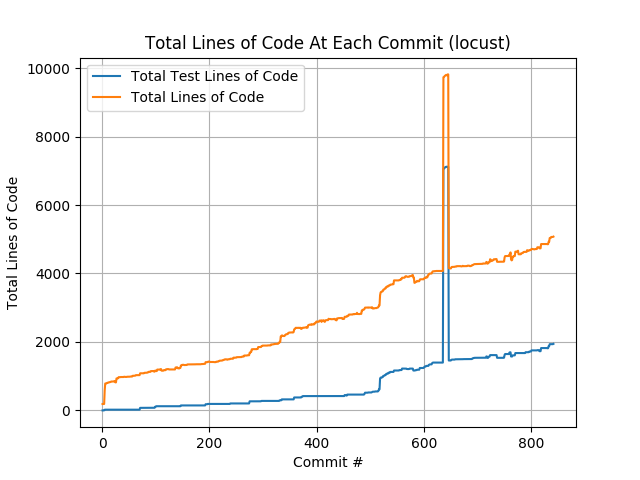 Total Lines of Code At Each Commit (locust)
Total Test Lines of Code
Total Lines of Code
10000
8000
6000
4000
2000
0
Total Lines of Code
0 200 400 600 800
Commit #